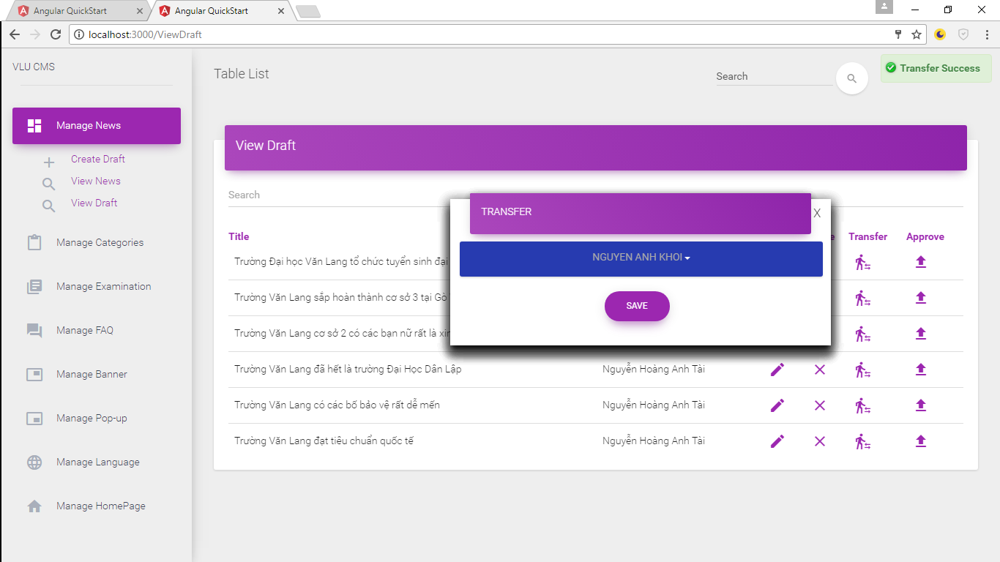 Angular QuickStart
Angular QuickStart
localhost:3000/ViewDraft
VLU CMS
Table List
Search
Transfer Success
Manage News
Create Draft
View News
View Draft
Manage Categories
Manage Examination
Manage FAQ
Manage Banner
Manage Pop-up
Manage Language
Manage HomePage
View Draft
Search
TRANSFER
X
NGUYEN ANH KHOI
SAVE
Title Transfer Approve
Trường Đại học Văn Lang tổ chức tuyển sinh đại
Trường Văn Lang sắp hoàn thành cơ sở 3 tại Gò
Trường Văn Lang cơ sở 2 có các bạn nữ rất là
Trường Văn Lang đã hết là trường Đại Học Dân Lập Nguyễn Hoàng Anh Tài
Trường Văn Lang có các bố bảo vệ rất dễ mến Nguyễn Hoàng Anh Tài
Trường Văn Lang đạt tiêu chuẩn quốc tế Nguyễn Hoàng Anh Tài